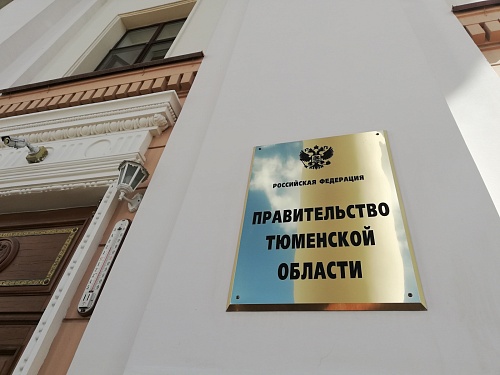 РОССИЙСКАЯ ФЕДЕРАЦИЯ
ПРАВИТЕЛЬСТВО
ТЮМЕНСКОЙ
ОБЛАСТИ